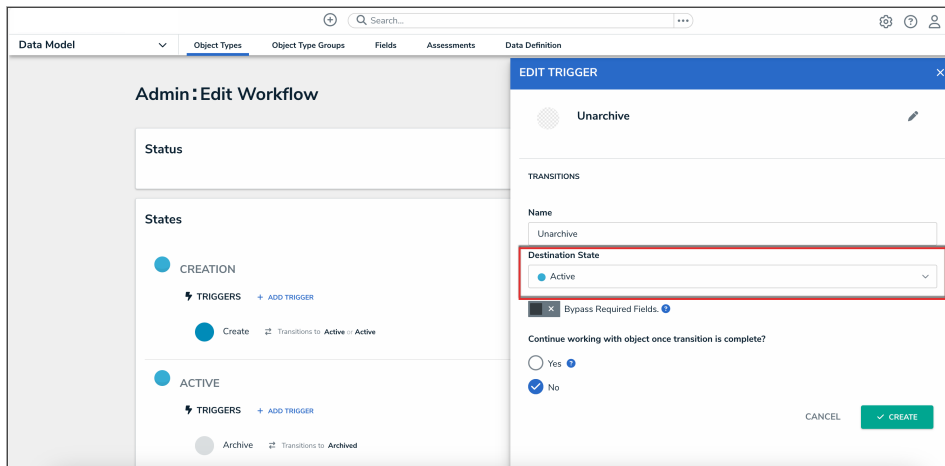 Search...
Data Model
Object Types
Object Type Groups
Fields
Assessments
Data Definition
Admin: Edit Workflow
Status
States
CREATION
TRIGGERS
+ ADD TRIGGER
Create
Transitions to Active or Active
ACTIVE
TRIGGERS
+ ADD TRIGGER
Archive
Transitions to Archived
EDIT TRIGGER
Unarchive
TRANSITIONS
Name
Unarchive
Destination State
Active
Bypass Required Fields.
Continue working with object once transition is complete?
Yes
No
CANCEL
CREATE